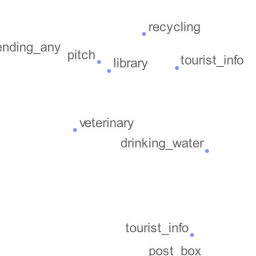 recycling
ending_any
pitch
library
tourist_info
veterinary
drinking_water
tourist_info
post_box